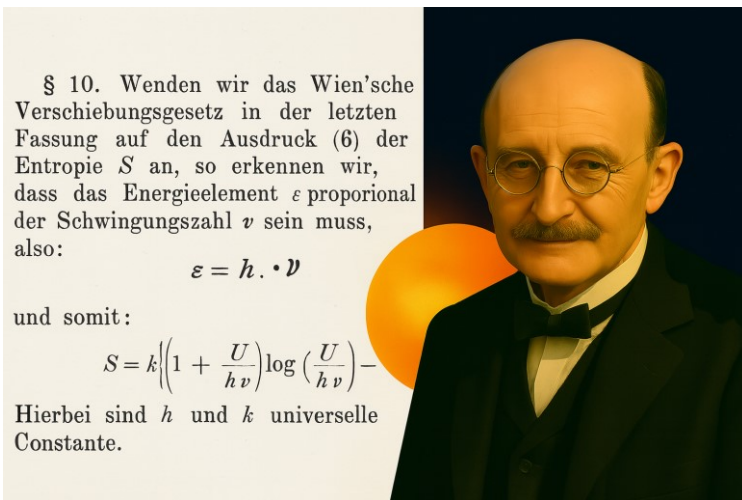 § 10. Wenden wir das Wien'sche
Verschiebungsgesetz in der letzten
Fassung auf den Ausdruck (6) der
Entropie S an, so erkennen wir,
dass das Energieelement ε proporional
der Schwingungszahl ν sein muss,
also:
ε = h . · ν
und somit:
S = k{(1 + U/hν) log (U/hν) −
Hierbei sind h und k universelle
Constante.